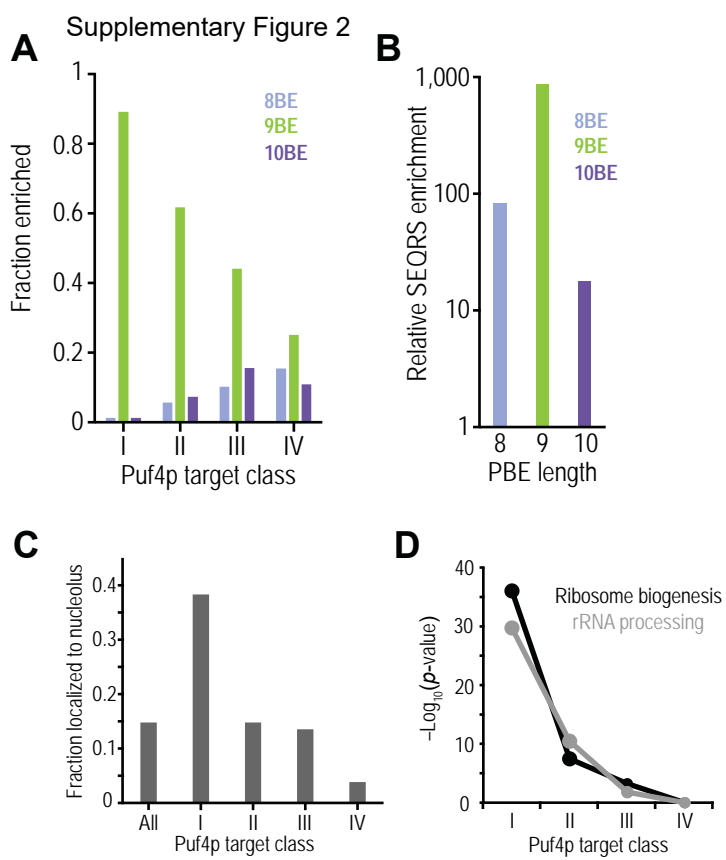 Supplementary Figure 2
A
Fraction enriched
1
0.8
0.6
0.4
0.2
0
8BE
9BE
10BE
I II III IV
Puf4p target class
B
Relative SEQRS enrichment
1,000
100
10
1
8BE
9BE
10BE
8 9 10
PBE length
C
Fraction localized to nucleolus
0.4
0.3
0.2
0.1
0
All I II III IV
Puf4p target class
D
–Log10(p-value)
40
30
20
10
0
Ribosome biogenesis
rRNA processing
I II III IV
Puf4p target class